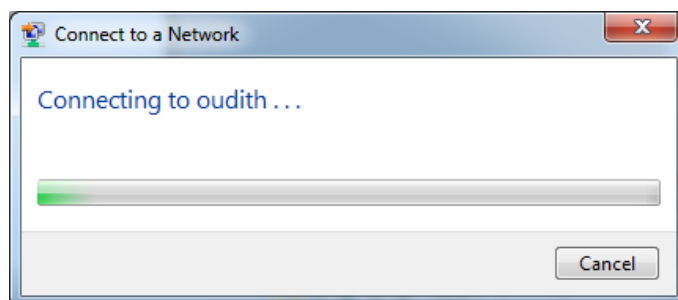 Connect to a Network
Connecting to oudith . . .
Cancel